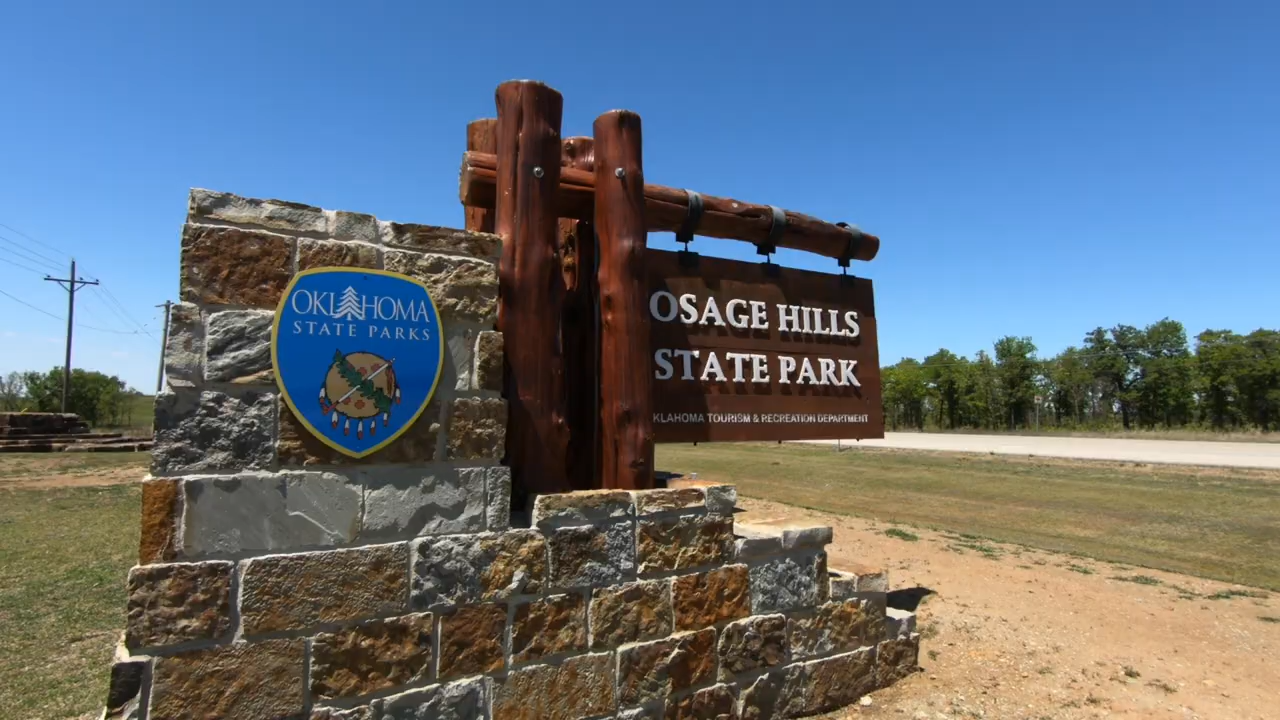 OKLAHOMA
STATE PARKS
OSAGE HILLS
STATE PARK
KLAHOMA TOURISM & RECREATION DEPARTMENT